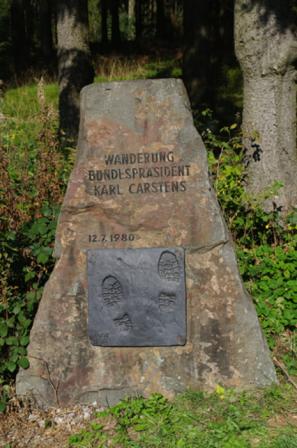 WANDERUNG
BUNDESPRÄSIDENT
KARL CARSTENS
12.7.1980